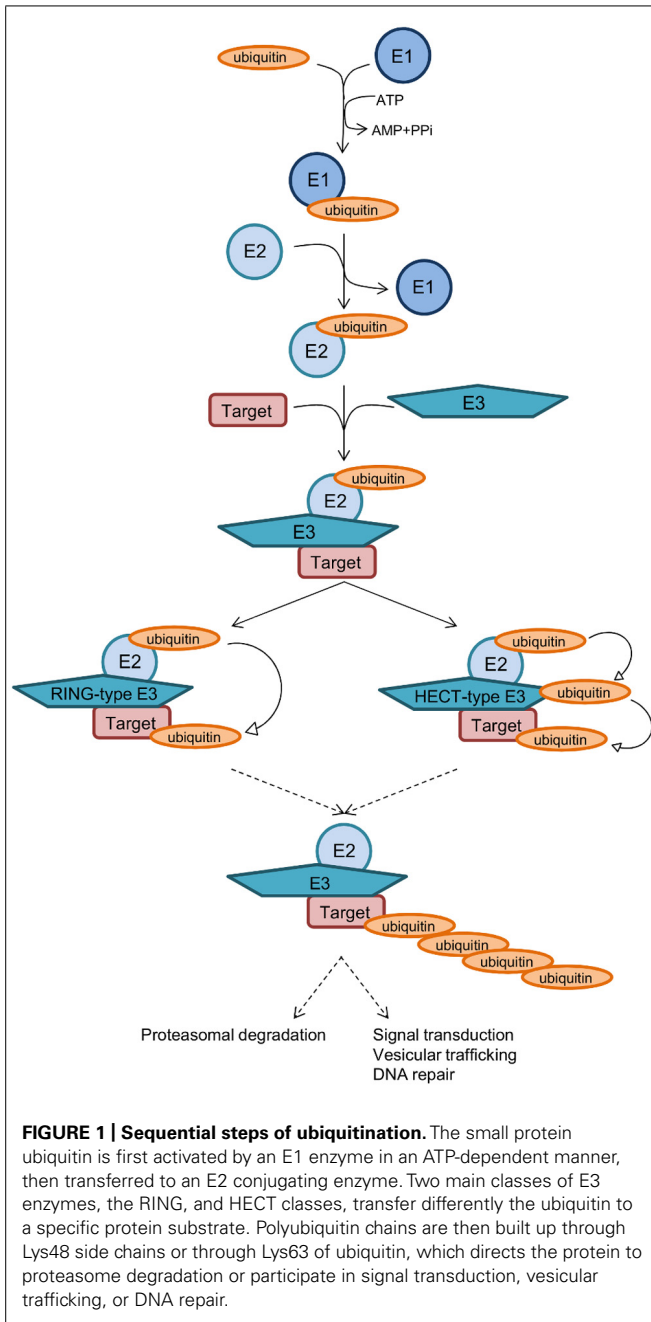 ubiquitin
E1
ATP
AMP+PPi
E1
ubiquitin
E2
E1
ubiquitin
E2
Target
E3
ubiquitin
E2
E3
Target
ubiquitin
E2
RING-type E3
Target
ubiquitin
ubiquitin
E2
HECT-type E3
ubiquitin
Target
ubiquitin
E2
E3
Target
ubiquitin
ubiquitin
ubiquitin
ubiquitin
Proteasomal degradation
Signal transduction
Vesicular trafficking
DNA repair
FIGURE 1 | Sequential steps of ubiquitination. The small protein
ubiquitin is first activated by an E1 enzyme in an ATP-dependent manner,
then transferred to an E2 conjugating enzyme. Two main classes of E3
enzymes, the RING, and HECT classes, transfer differently the ubiquitin to
a specific protein substrate. Polyubiquitin chains are then built up through
Lys48 side chains or through Lys63 of ubiquitin, which directs the protein to
proteasome degradation or participate in signal transduction, vesicular
trafficking, or DNA repair.